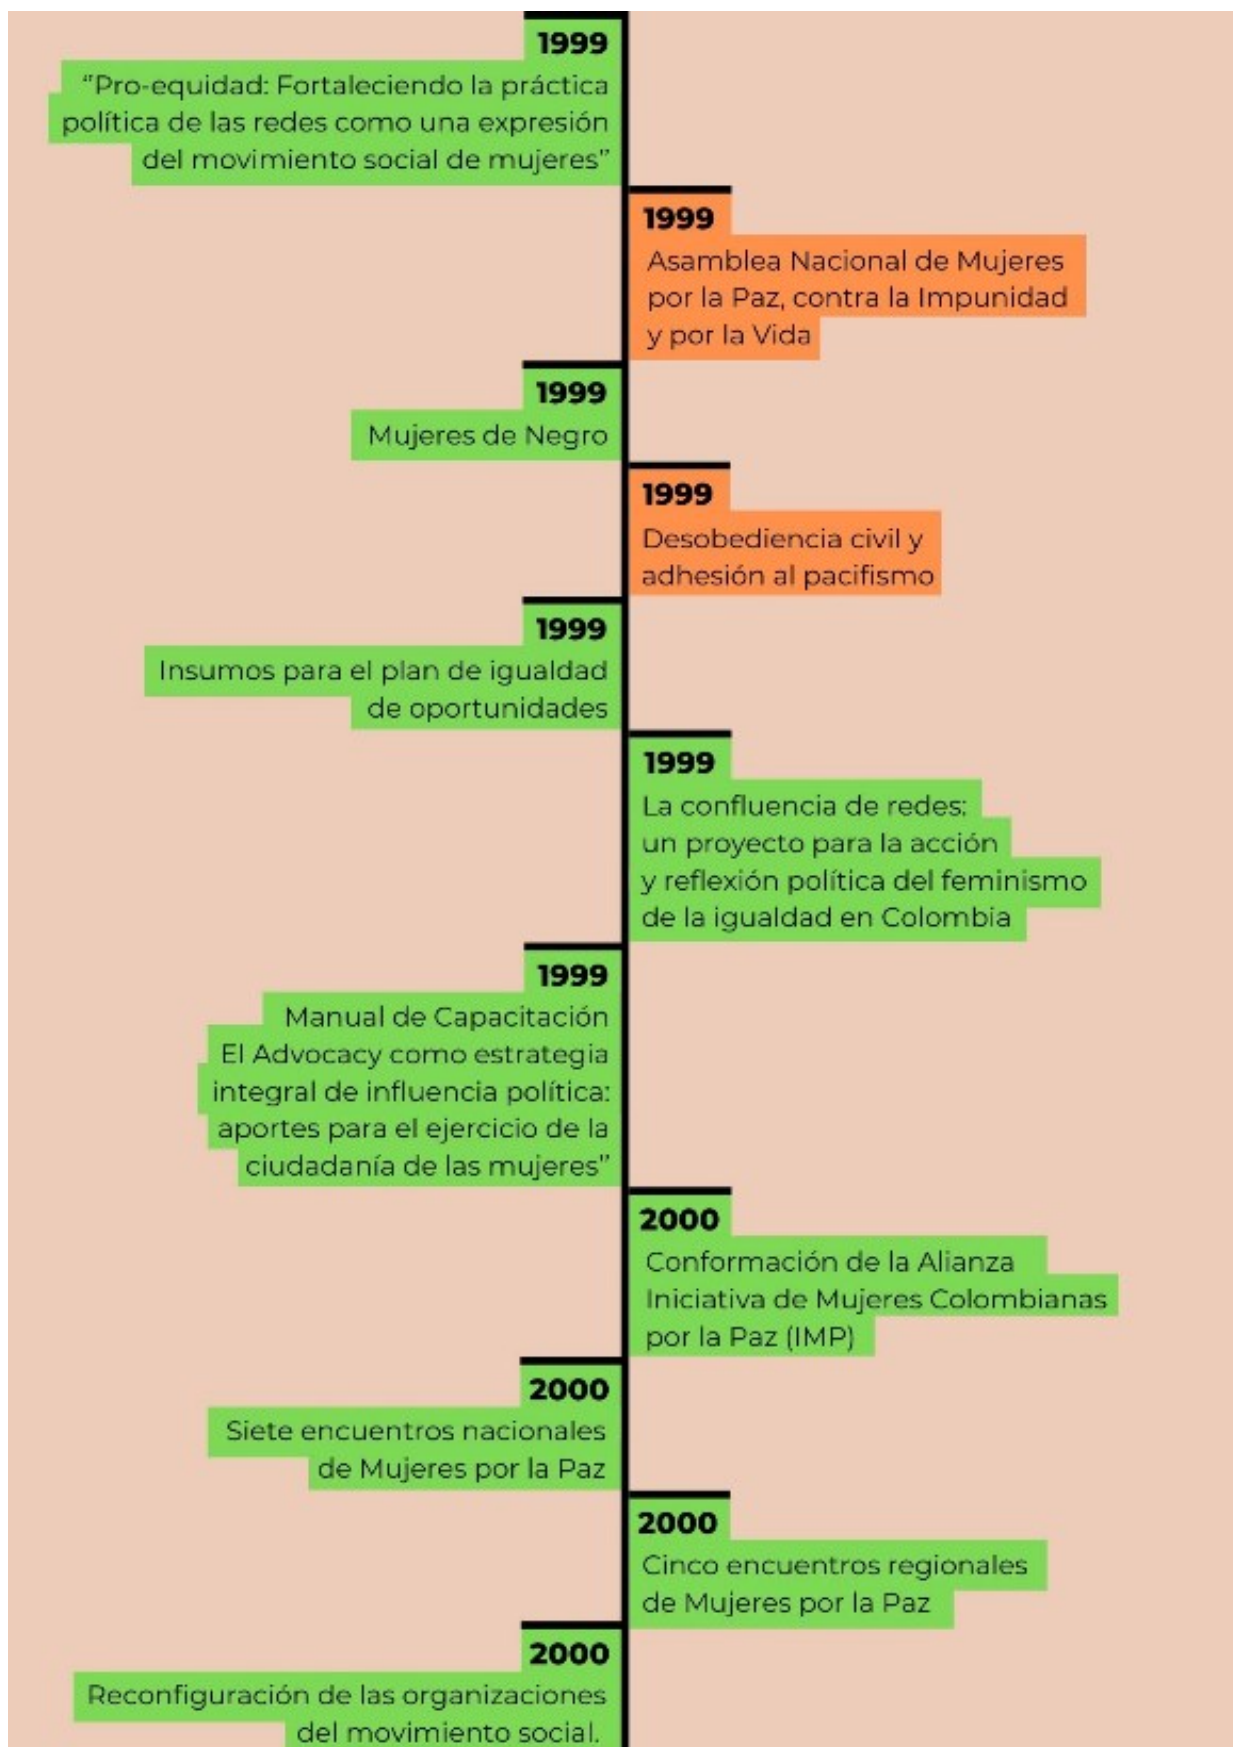 1999
“Pro-equidad: Fortaleciendo la práctica
política de las redes como una expresión
del movimiento social de mujeres”
1999
Asamblea Nacional de Mujeres
por la Paz, contra la Impunidad
y por la Vida
1999
Mujeres de Negro
1999
Desobediencia civil y
adhesión al pacifismo
1999
Insumos para el plan de igualdad
de oportunidades
1999
La confluencia de redes:
un proyecto para la acción
y reflexión política del feminismo
de la igualdad en Colombia
1999
Manual de Capacitación
El Advocacy como estrategia
integral de influencia política:
aportes para el ejercicio de la
ciudadanía de las mujeres”
2000
Conformación de la Alianza
Iniciativa de Mujeres Colombianas
por la Paz (IMP)
2000
Siete encuentros nacionales
de Mujeres por la Paz
2000
Cinco encuentros regionales
de Mujeres por la Paz
2000
Reconfiguración de las organizaciones
del movimiento social.